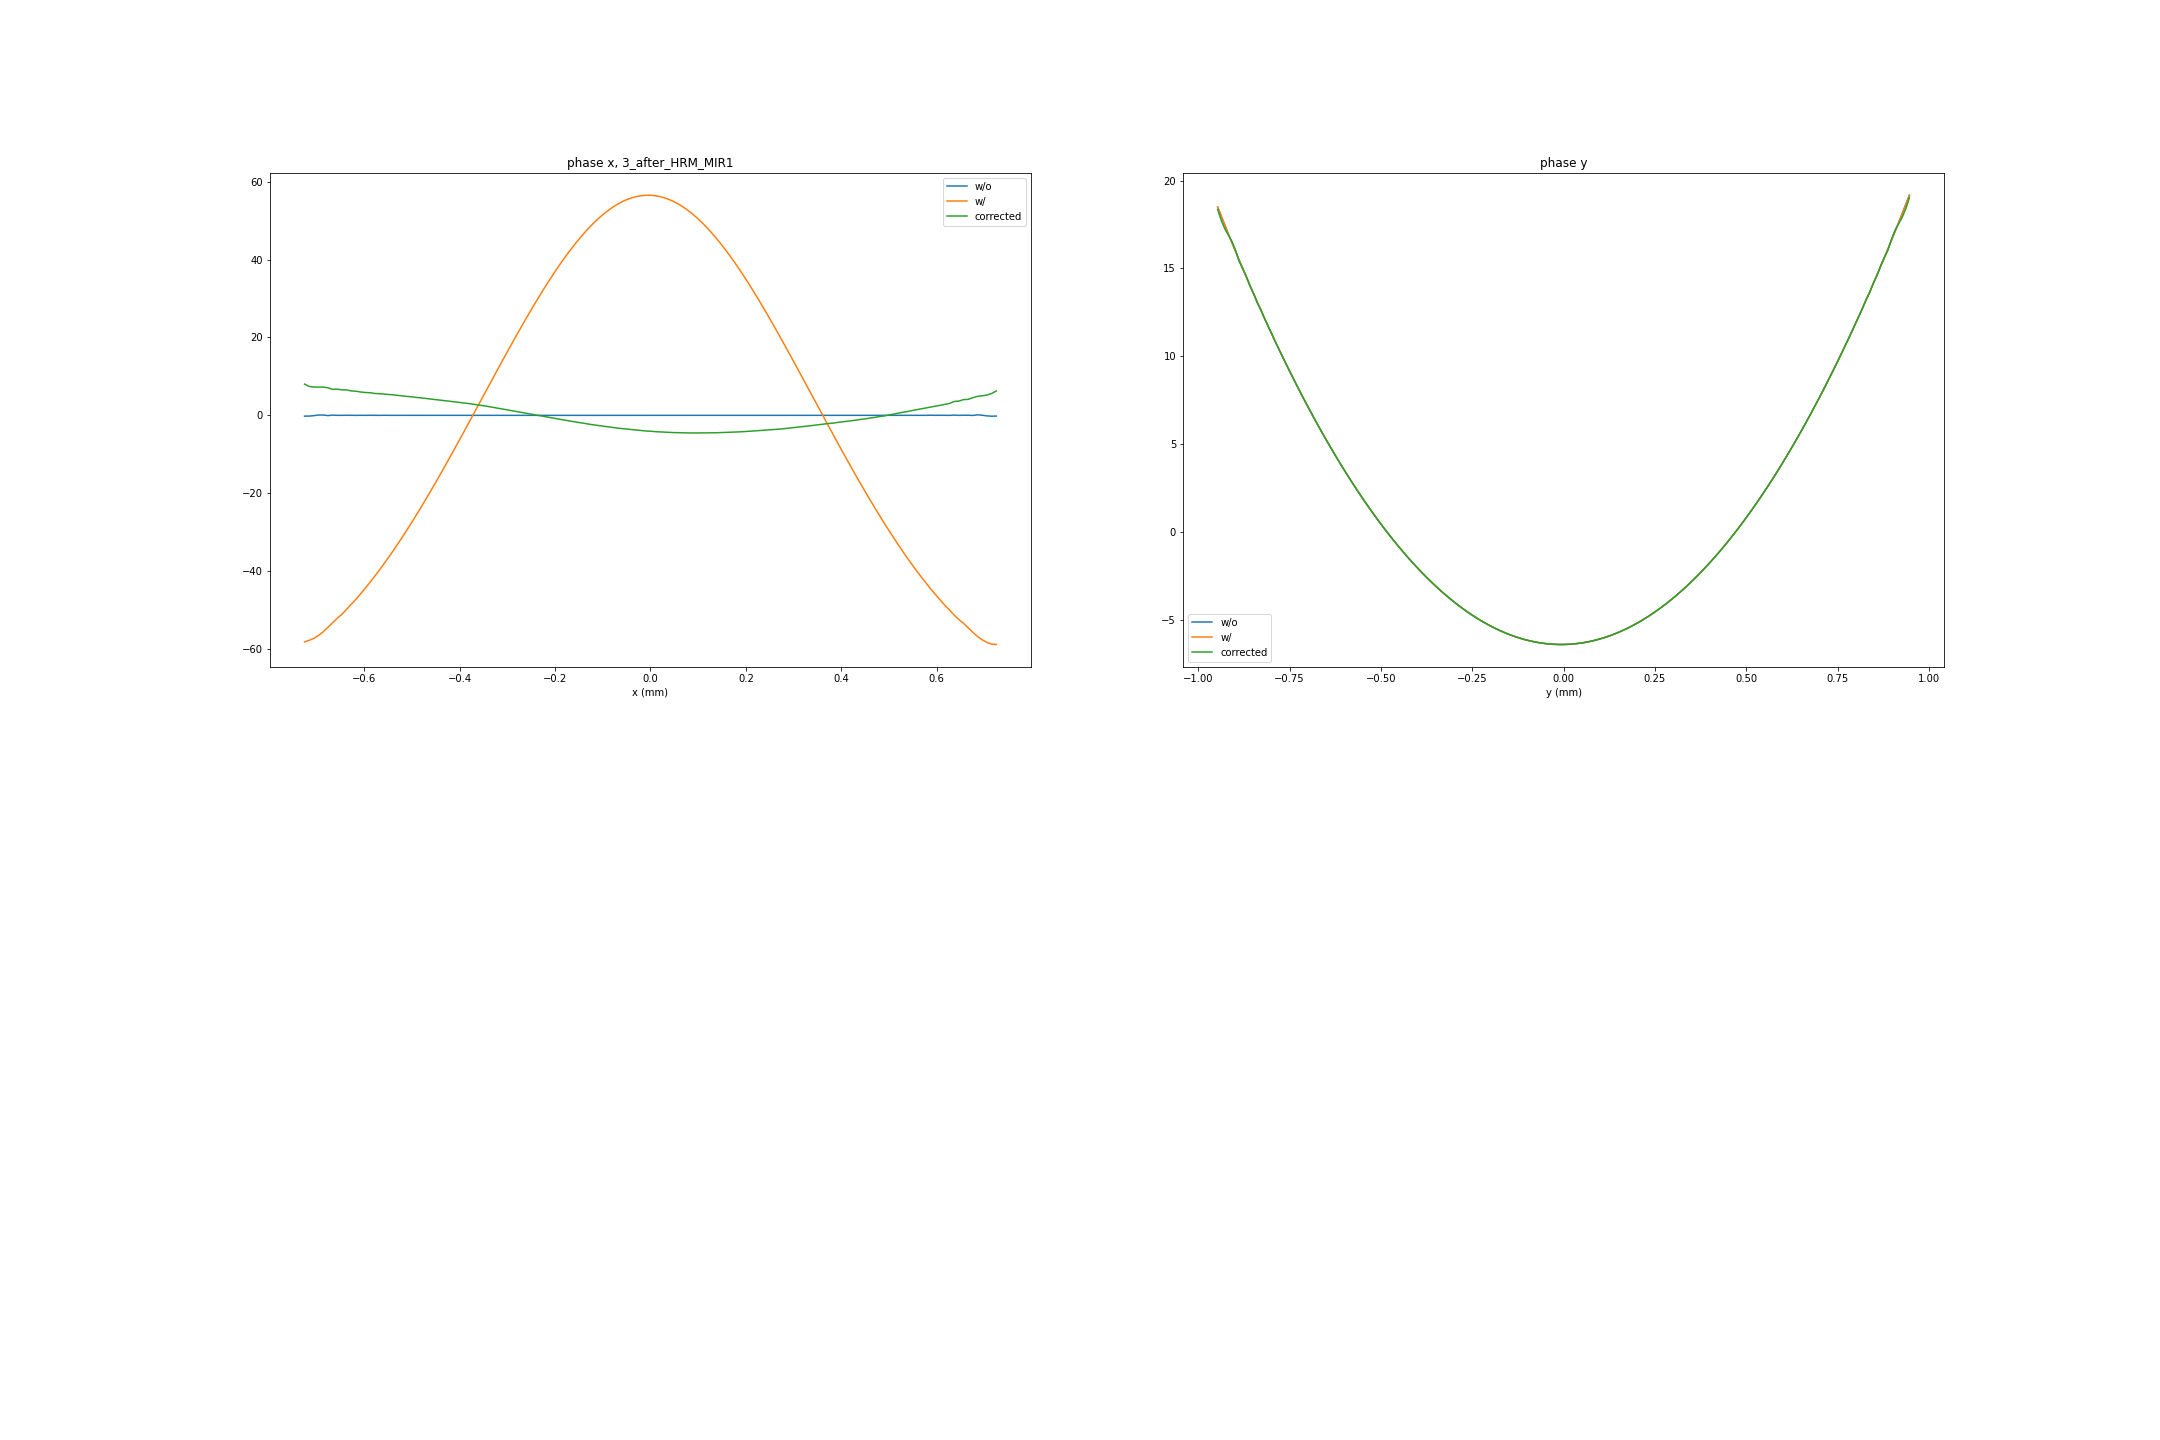 phase x, 3_after_HRM_MIR1
60
40
20
0
−20
−40
−60
−0.6 −0.4 −0.2 0.0 0.2 0.4 0.6
x (mm)
w/o
w/
corrected
phase y
20
15
10
5
0
−5
−1.00 −0.75 −0.50 −0.25 0.00 0.25 0.50 0.75 1.00
y (mm)
w/o
w/
corrected